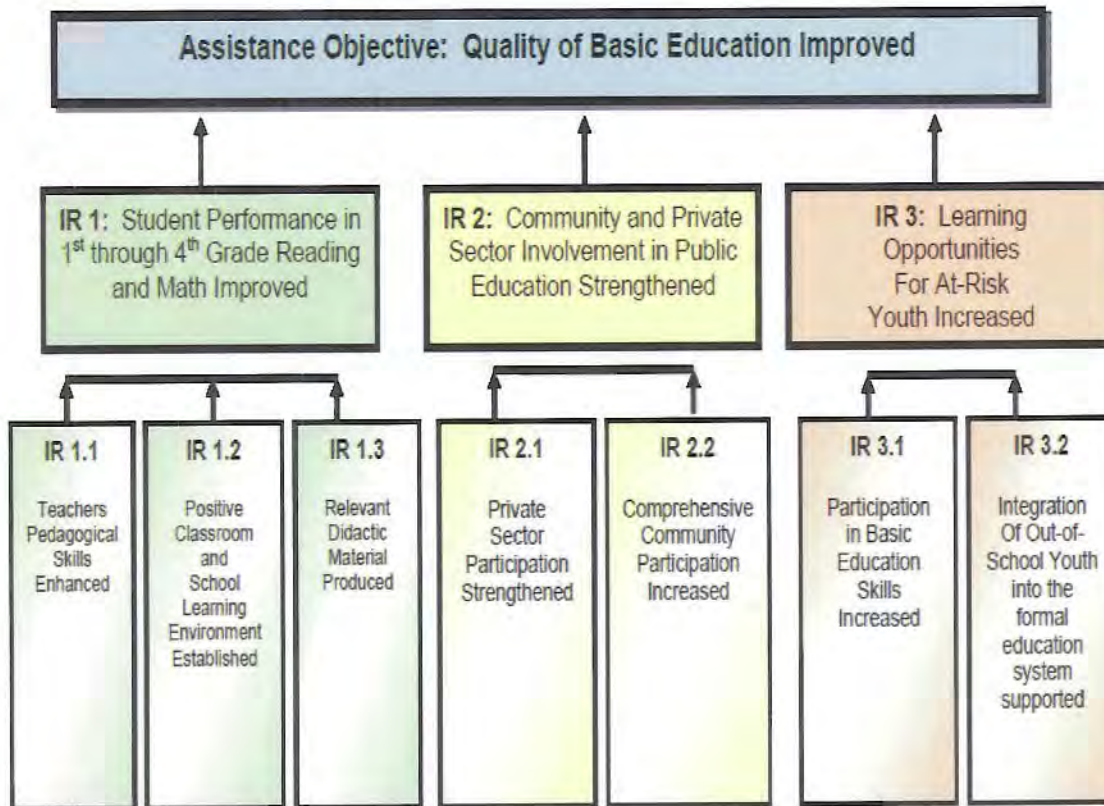 Assistance Objective: Quality of Basic Education Improved
IR 1: Student Performance in
1st through 4th Grade Reading
and Math Improved
IR 2: Community and Private
Sector Involvement in Public
Education Strengthened
IR 3: Learning
Opportunities
For At-Risk
Youth Increased
IR 1.1
Teachers
Pedagogical
Skills
Enhanced
IR 1.2
Positive
Classroom
and
School
Learning
Environment
Established
IR 1.3
Relevant
Didactic
Material
Produced
IR 2.1
Private
Sector
Participation
Strengthened
IR 2.2
Comprehensive
Community
Participation
Increased
IR 3.1
Participation
in Basic
Education
Skills
Increased
IR 3.2
Integration
Of Out-of-
School Youth
into the
formal
education
system
supported